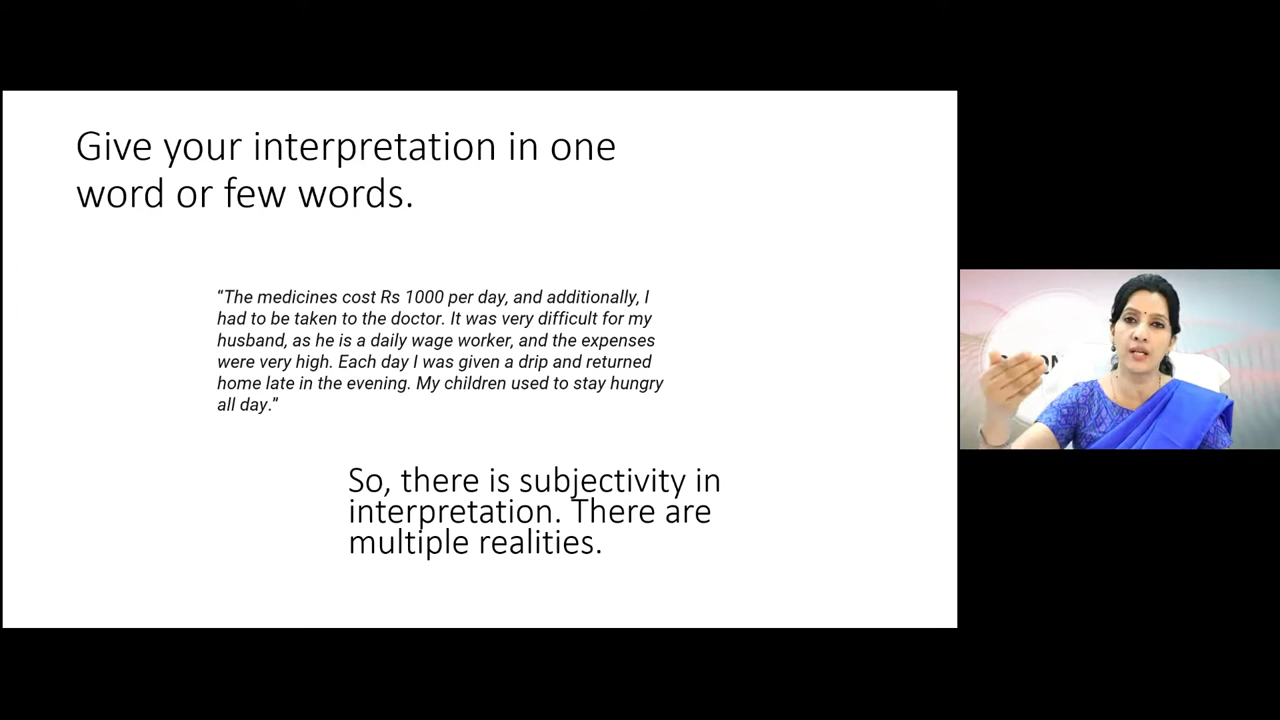 Give your interpretation in one
word or few words.
“The medicines cost Rs 1000 per day, and additionally, I
had to be taken to the doctor. It was very difficult for my
husband, as he is a daily wage worker, and the expenses
were very high. Each day I was given a drip and returned
home late in the evening. My children used to stay hungry
all day.”
So, there is subjectivity in
interpretation. There are
multiple realities.